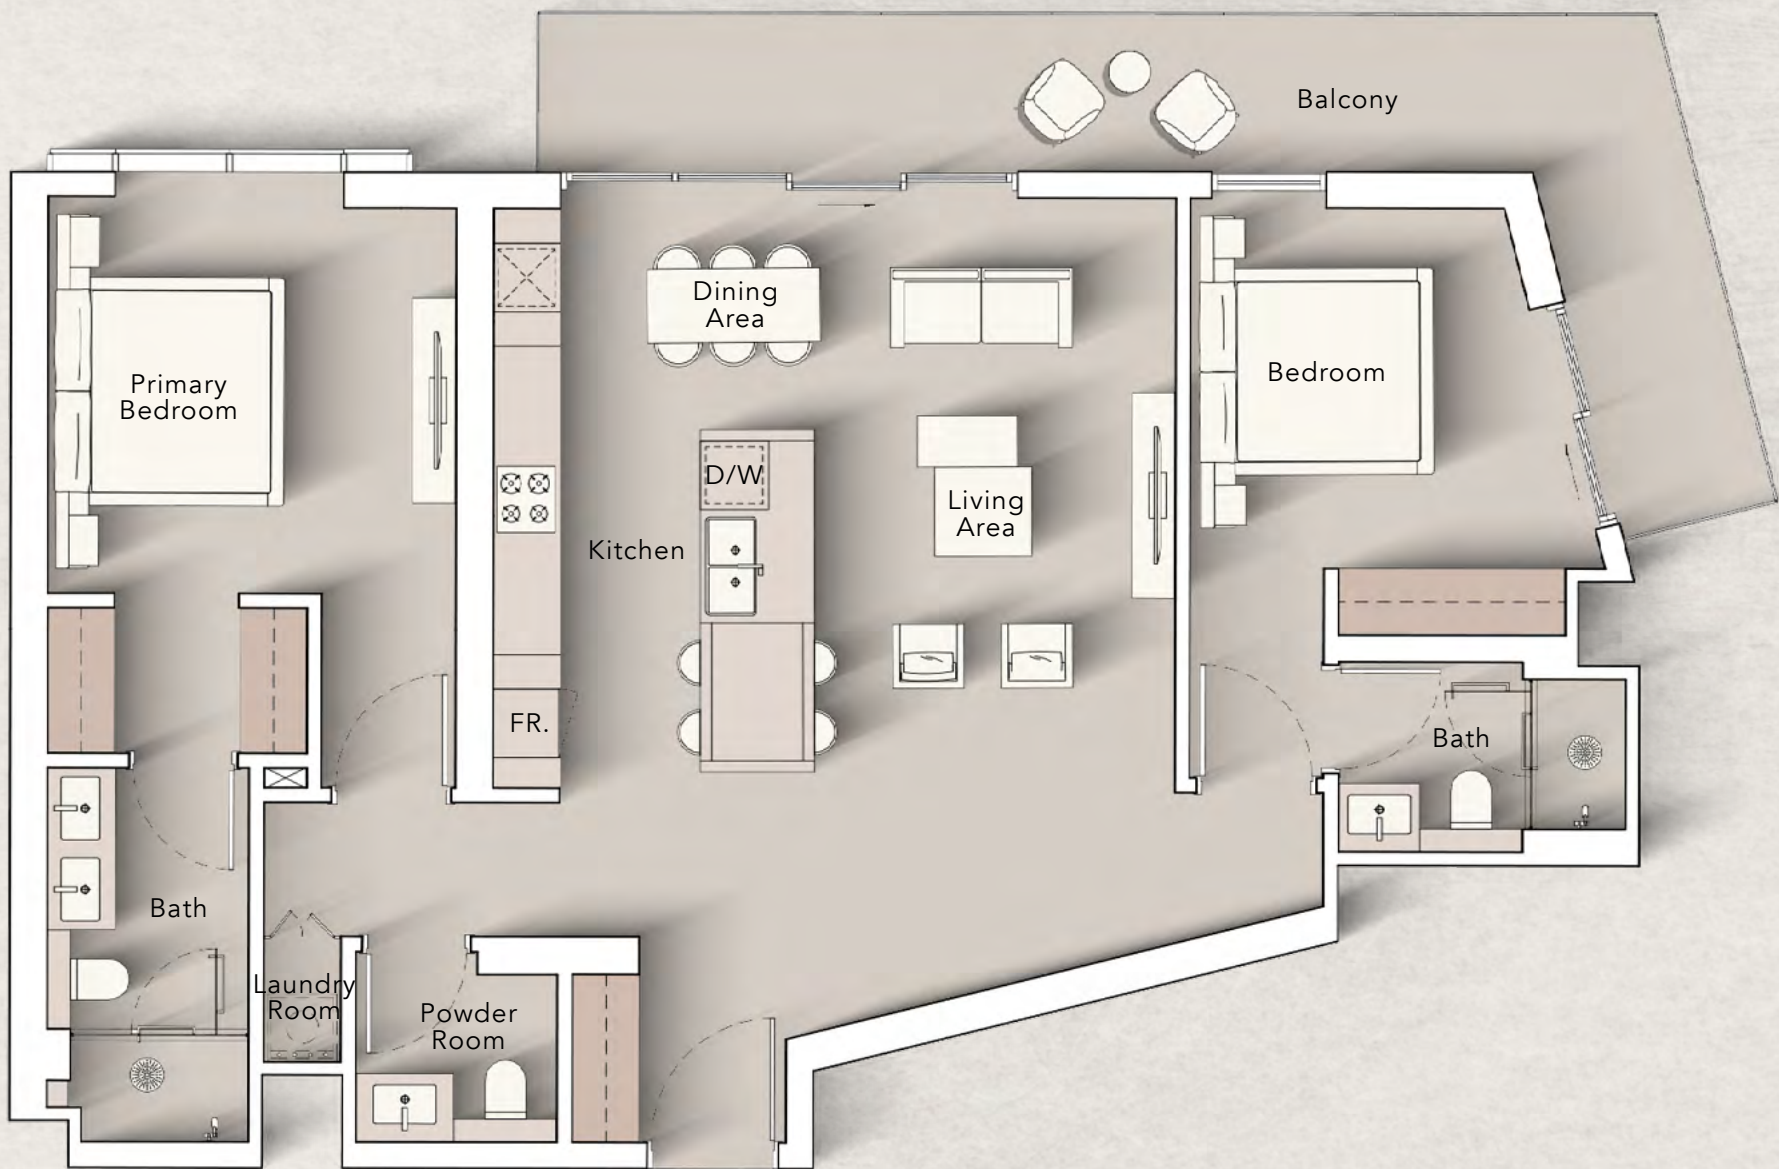 Balcony
Dining
Area
Primary
Bedroom
Bedroom
D/W
Living
Area
Kitchen
FR.
Bath
Bath
Laundry
Room
Powder
Room